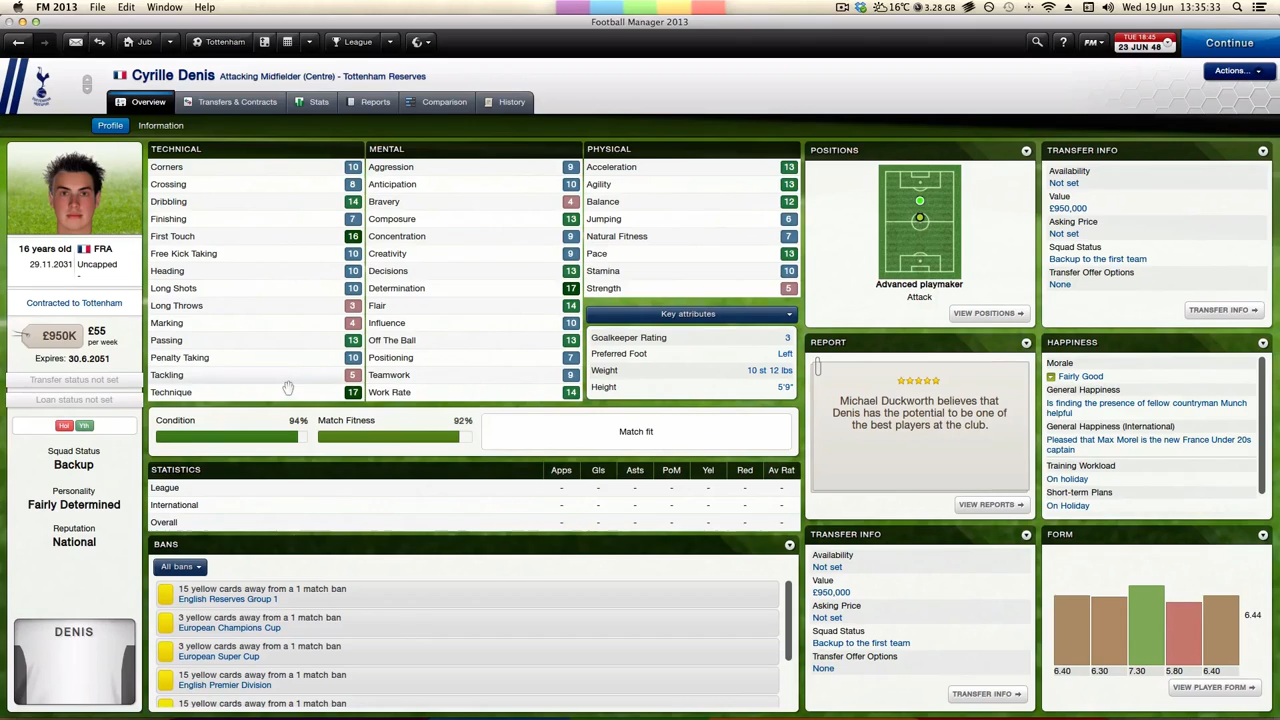 FM 2013 File Edit Window Help
3.28 GB 16°C Wed 19 Jun 13:35:33
Football Manager 2013
Job Tottenham League
FM TUE 18:45
23 JUN 48
Continue
Cyrille Denis Attacking Midfielder (Centre) - Tottenham Reserves
Actions...
Overview Transfers & Contracts Stats Reports Comparison History
Profile Information
16 years old FRA
29.11.2031 Uncapped
-
Contracted to Tottenham
£950K £55 per week
Expires: 30.6.2051
Transfer status not set
Loan status not set
Hol Yth
Squad Status
Backup
Personality
Fairly Determined
Reputation
National
DENIS
TECHNICAL
Corners 10
Crossing 8
Dribbling 14
Finishing 7
First Touch 16
Free Kick Taking 10
Heading 10
Long Shots 10
Long Throws 3
Marking 4
Passing 13
Penalty Taking 10
Tackling 5
Technique 17
MENTAL
Aggression 9
Anticipation 10
Bravery 4
Composure 13
Concentration 9
Creativity 9
Decisions 13
Determination 17
Flair 14
Influence 10
Off The Ball 13
Positioning 7
Teamwork 9
Work Rate 14
PHYSICAL
Acceleration 13
Agility 13
Balance 12
Jumping 6
Natural Fitness 7
Pace 13
Stamina 10
Strength 5
Key attributes
Goalkeeper Rating 3
Preferred Foot Left
Weight 10 st 12 lbs
Height 5'9"
Condition 94% Match Fitness 92%
Match fit
STATISTICS Apps Gls Asts PoM Yel Red Av Rat
League - - - - - - -
International - - - - - - -
Overall - - - - - - -
BANS
All bans
15 yellow cards away from a 1 match ban
English Reserves Group 1
3 yellow cards away from a 1 match ban
European Champions Cup
3 yellow cards away from a 1 match ban
European Super Cup
15 yellow cards away from a 1 match ban
English Premier Division
15 yellow cards away from a 1 match ban
POSITIONS
Advanced playmaker
Attack
VIEW POSITIONS
REPORT
Michael Duckworth believes that
Denis has the potential to be one of
the best players at the club.
VIEW REPORTS
TRANSFER INFO
Availability
Not set
Value
£950,000
Asking Price
Not set
Squad Status
Backup to the first team
Transfer Offer Options
None
TRANSFER INFO
TRANSFER INFO
Availability
Not set
Value
£950,000
Asking Price
Not set
Squad Status
Backup to the first team
Transfer Offer Options
None
TRANSFER INFO
HAPPINESS
Morale
Fairly Good
General Happiness
Is finding the presence of fellow countryman Munch
helpful
General Happiness (International)
Pleased that Max Morel is the new France Under 20s
captain
Training Workload
On holiday
Short-term Plans
On Holiday
FORM
6.44
6.40 6.30 7.30 5.80 6.40
VIEW PLAYER FORM